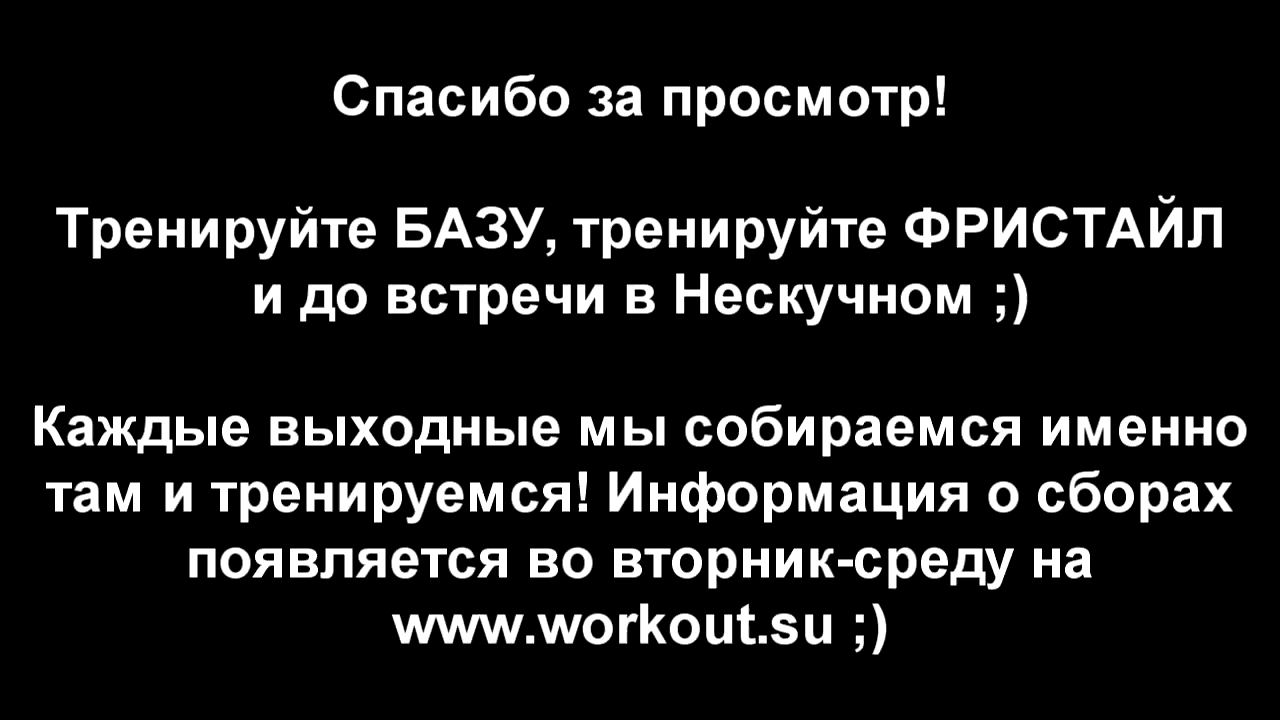 Спасибо за просмотр!
Тренируйте БАЗУ, тренируйте ФРИСТАЙЛ
и до встречи в Нескучном ;)
Каждые выходные мы собираемся именно
там и тренируемся! Информация о сборах
появляется во вторник-среду на
www.workout.su ;)